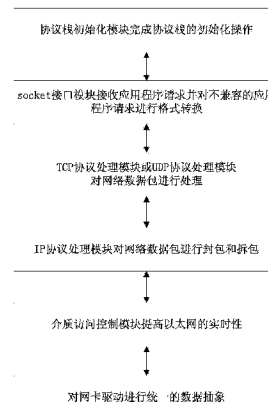 协议栈初始化模块完成协议栈的初始化操作
socket接口模块接收应用程序请求并对不兼容的应用
程序请求进行格式转换
TCP协议处理模块或UDP协议处理模块
对网络数据包进行处理
IP协议处理模块对网络数据包进行封包和拆包
介质访问控制模块提高以太网的实时性
对网卡驱动进行统一的数据抽象